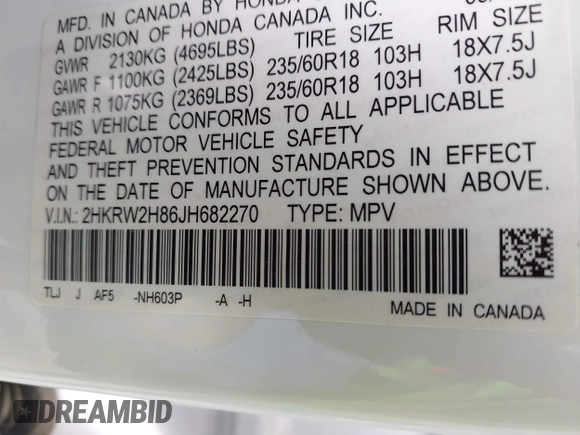 MFD. IN CANADA BY HONDA
A DIVISION OF HONDA CANADA INC.
GVWR 2130KG (4695LBS) TIRE SIZE RIM SIZE
GAWR F 1100KG (2425LBS) 235/60R18 103H 18X7.5J
GAWR R 1075KG (2369LBS) 235/60R18 103H 18X7.5J
THIS VEHICLE CONFORMS TO ALL APPLICABLE
FEDERAL MOTOR VEHICLE SAFETY
AND THEFT PREVENTION STANDARDS IN EFFECT
ON THE DATE OF MANUFACTURE SHOWN ABOVE.
V.I.N.: 2HKRW2H86JH682270 TYPE: MPV
TLJ J AF5 -NH603P -A -H
MADE IN CANADA
DREAMBID